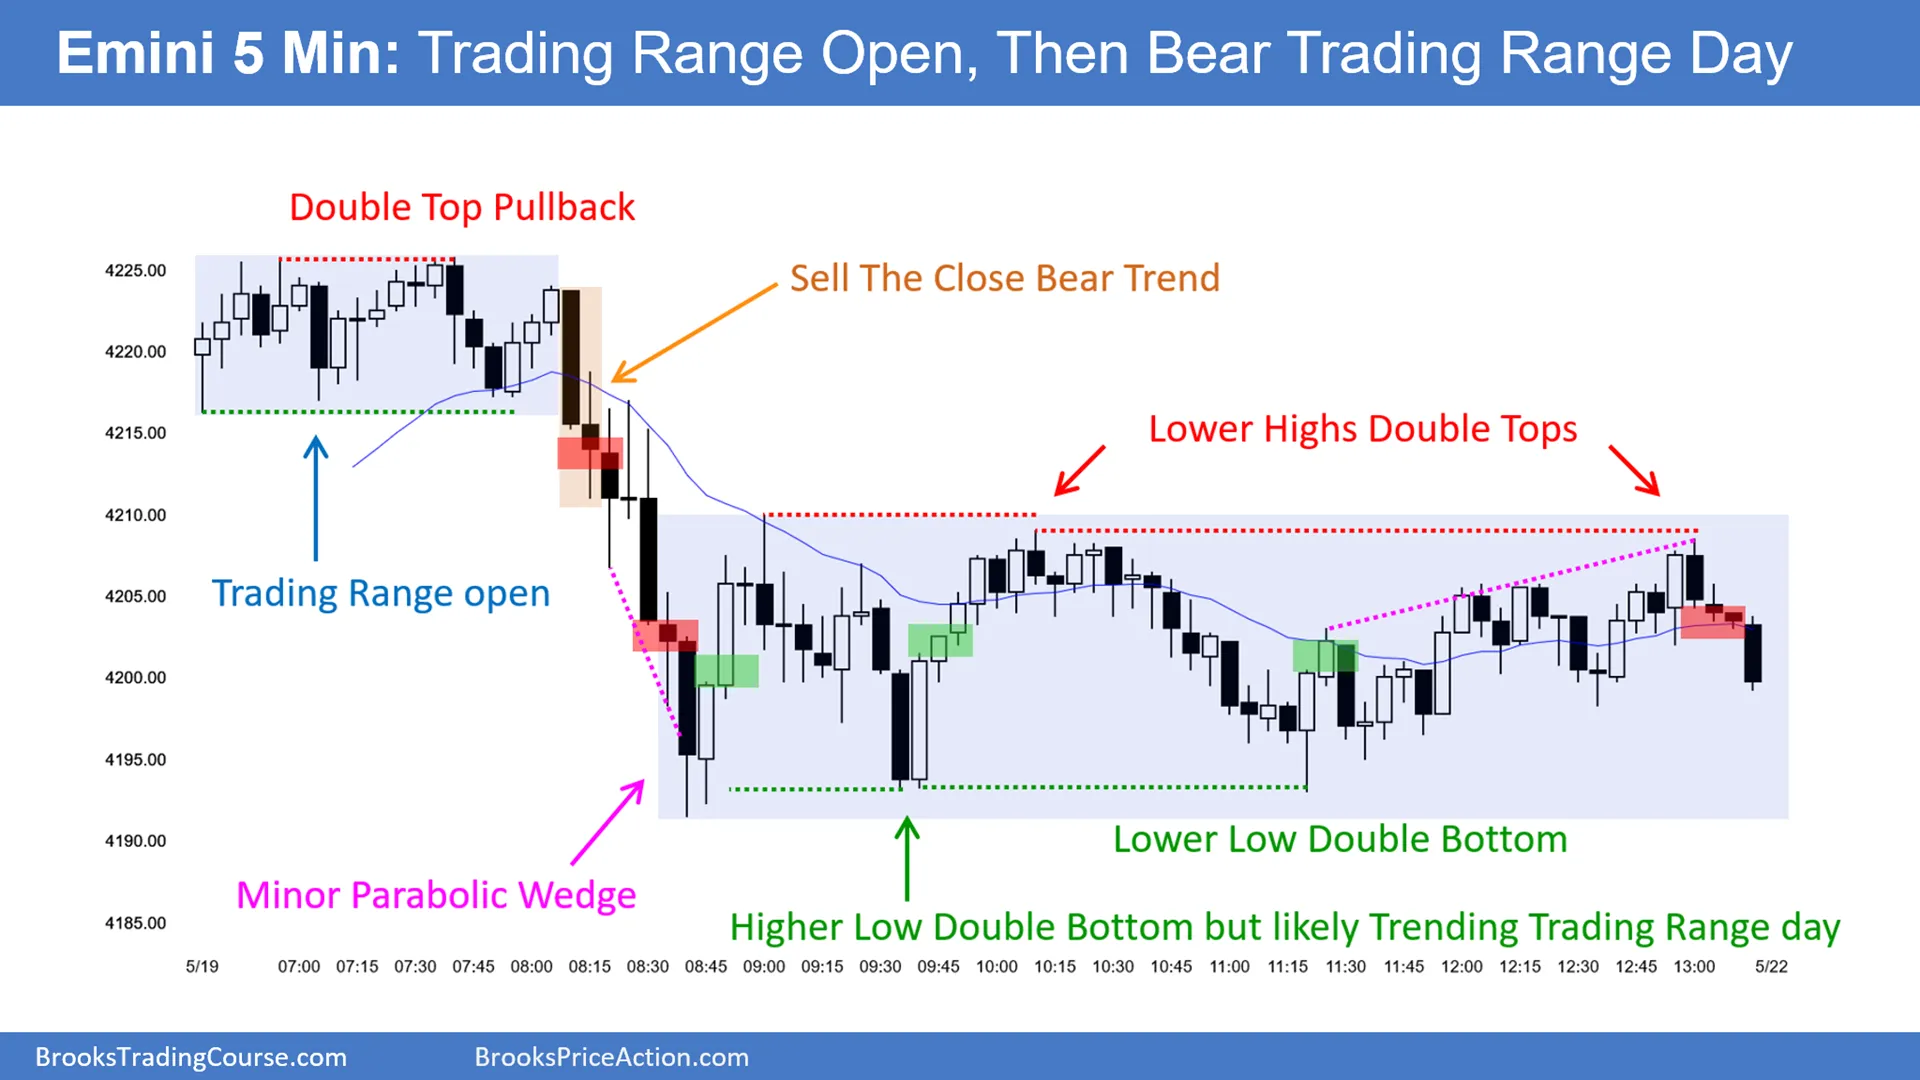 Emini 5 Min: Trading Range Open, Then Bear Trading Range Day
Double Top Pullback
Sell The Close Bear Trend
Lower Highs Double Tops
Trading Range open
Minor Parabolic Wedge
Lower Low Double Bottom
Higher Low Double Bottom but likely Trending Trading Range day
4225.00
4220.00
4215.00
4210.00
4205.00
4200.00
4195.00
4190.00
4185.00
5/19 07:00 07:15 07:30 07:45 08:00 08:15 08:30 08:45 09:00 09:15 09:30 09:45 10:00 10:15 10:30 10:45 11:00 11:15 11:30 11:45 12:00 12:15 12:30 12:45 13:00 5/22
BrooksTradingCourse.com BrooksPriceAction.com